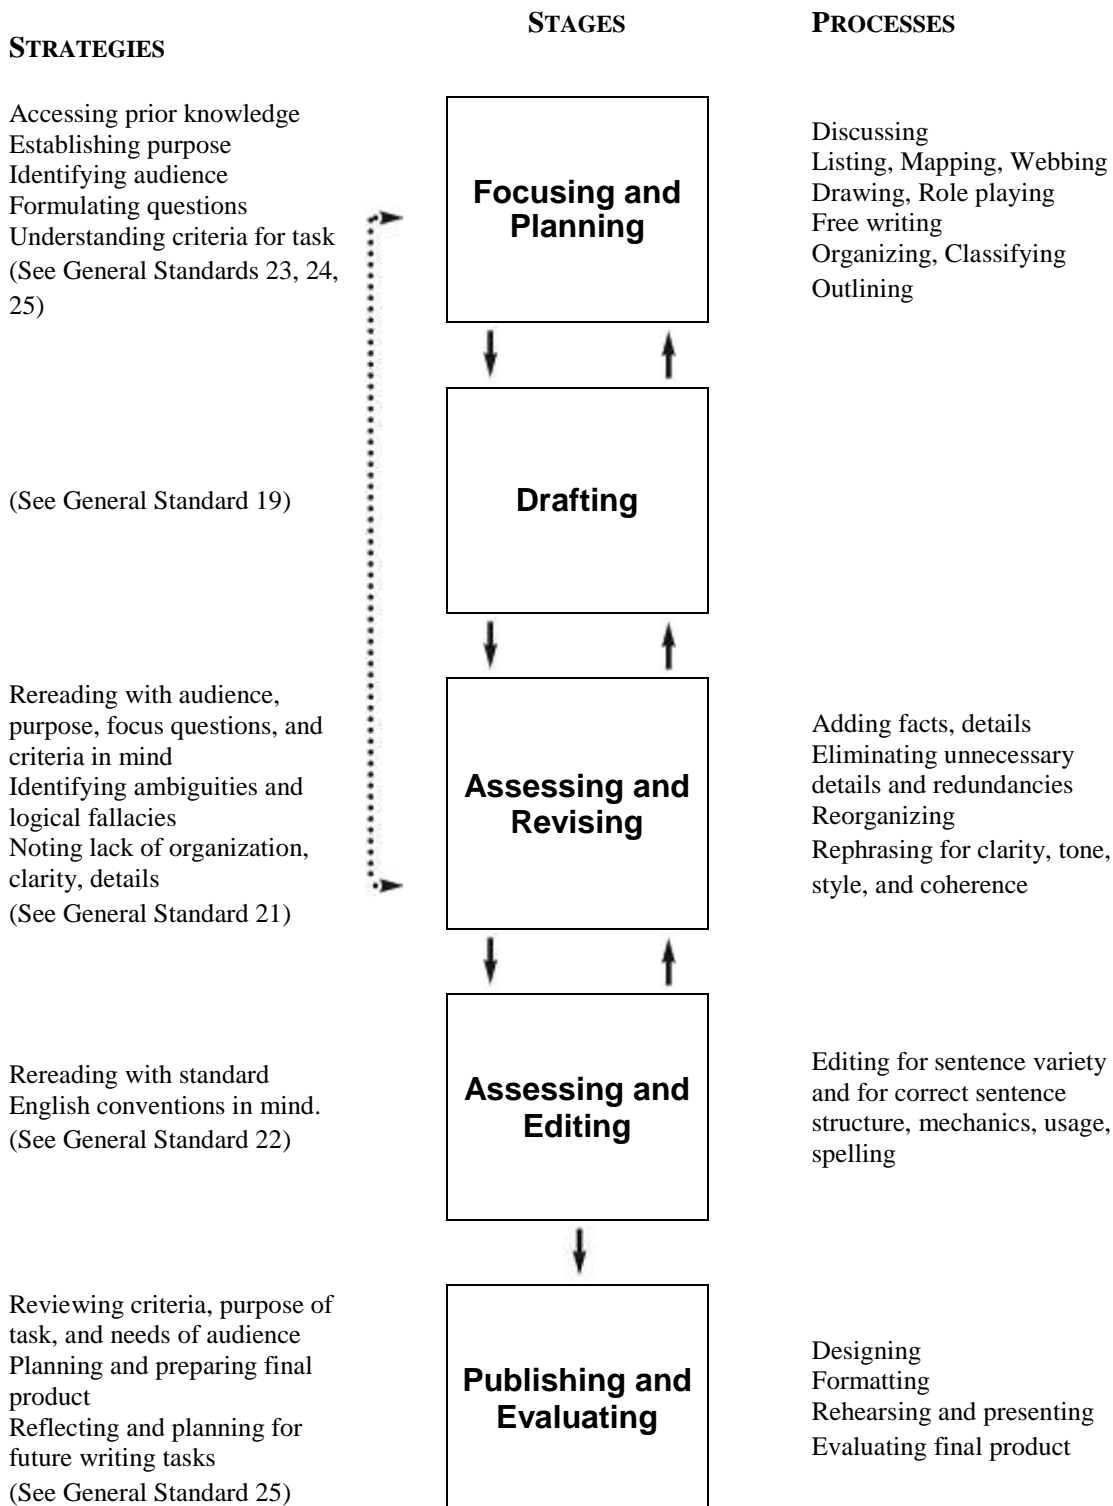 STRATEGIES
STAGES
PROCESSES
Accessing prior knowledge
Establishing purpose
Identifying audience
Formulating questions
Understanding criteria for task
(See General Standards 23, 24,
25)
Focusing and
Planning
Discussing
Listing, Mapping, Webbing
Drawing, Role playing
Free writing
Organizing, Classifying
Outlining
(See General Standard 19)
Drafting
Rereading with audience,
purpose, focus questions, and
criteria in mind
Identifying ambiguities and
logical fallacies
Noting lack of organization,
clarity, details
(See General Standard 21)
Assessing and
Revising
Adding facts, details
Eliminating unnecessary
details and redundancies
Reorganizing
Rephrasing for clarity, tone,
style, and coherence
Rereading with standard
English conventions in mind.
(See General Standard 22)
Assessing and
Editing
Editing for sentence variety
and for correct sentence
structure, mechanics, usage,
spelling
Reviewing criteria, purpose of
task, and needs of audience
Planning and preparing final
product
Reflecting and planning for
future writing tasks
(See General Standard 25)
Publishing and
Evaluating
Designing
Formatting
Rehearsing and presenting
Evaluating final product